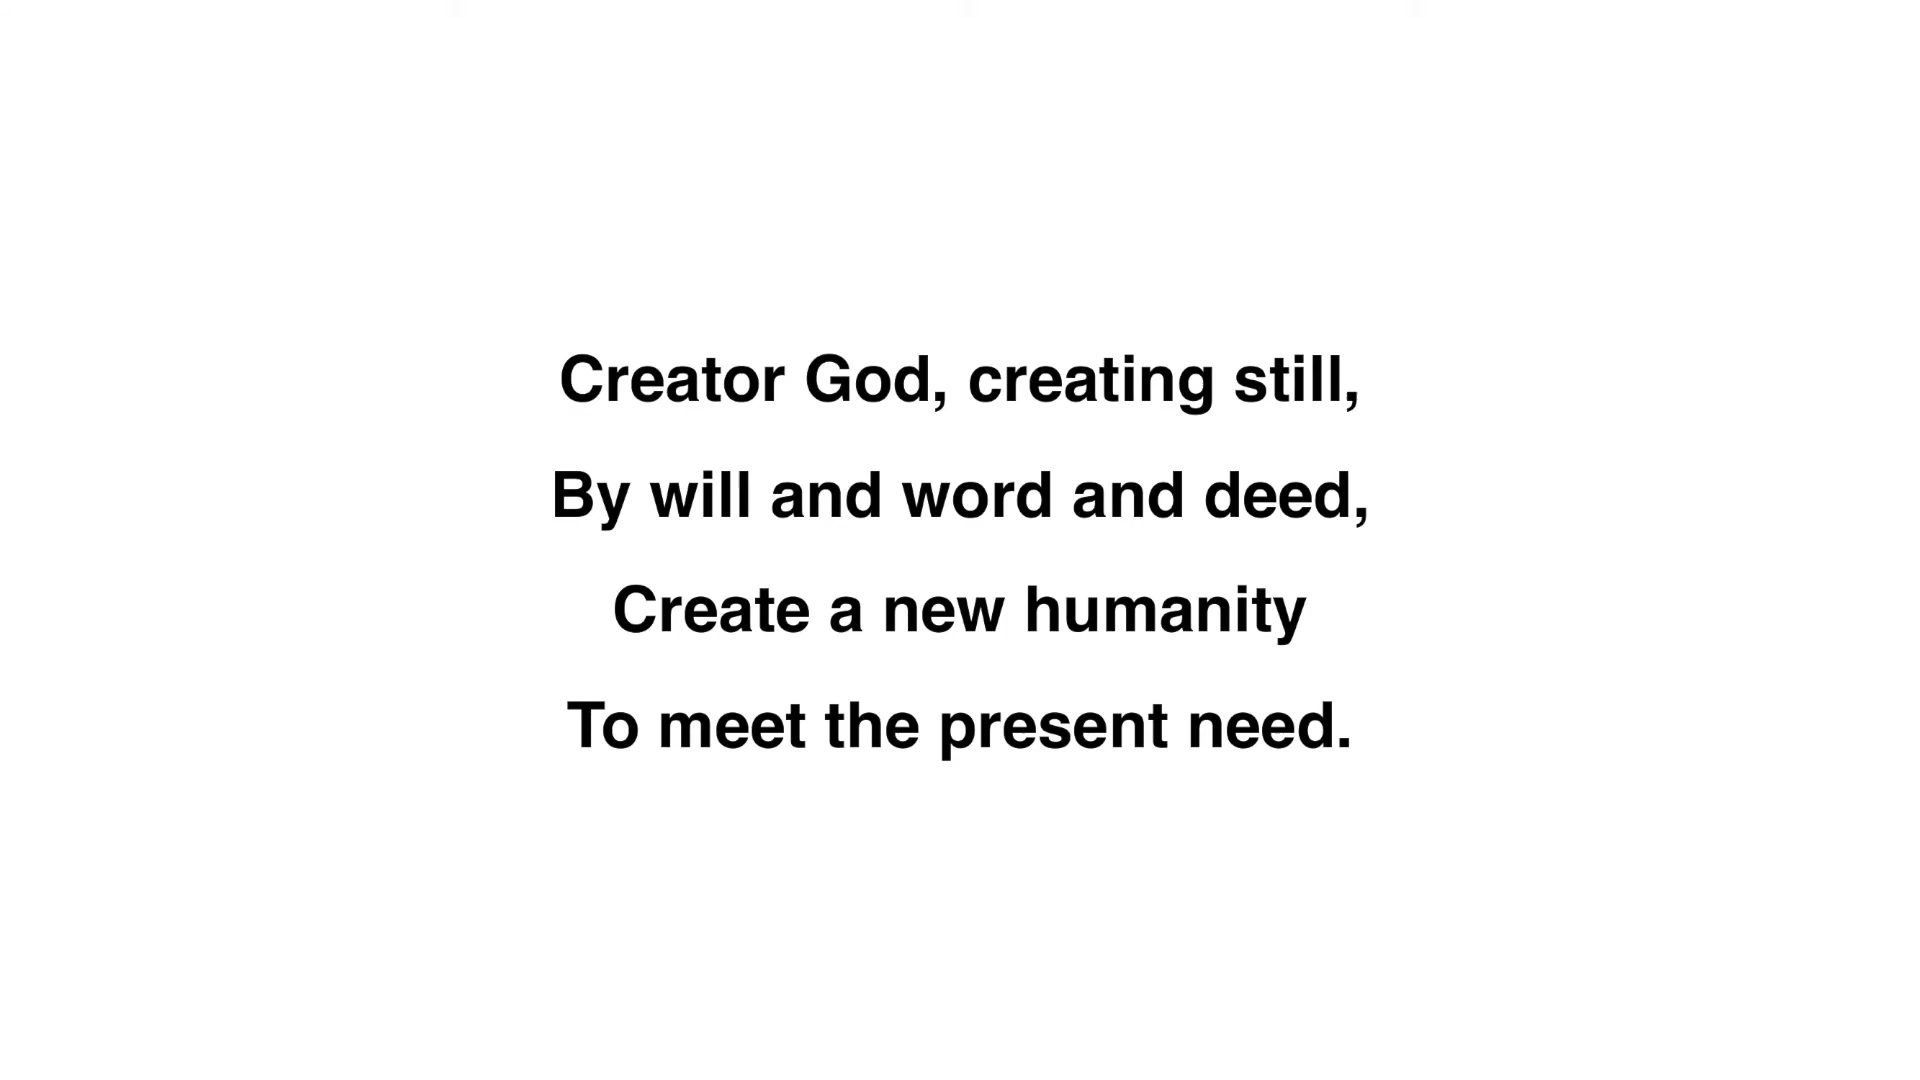 Creator God, creating still,
By will and word and deed,
Create a new humanity
To meet the present need.